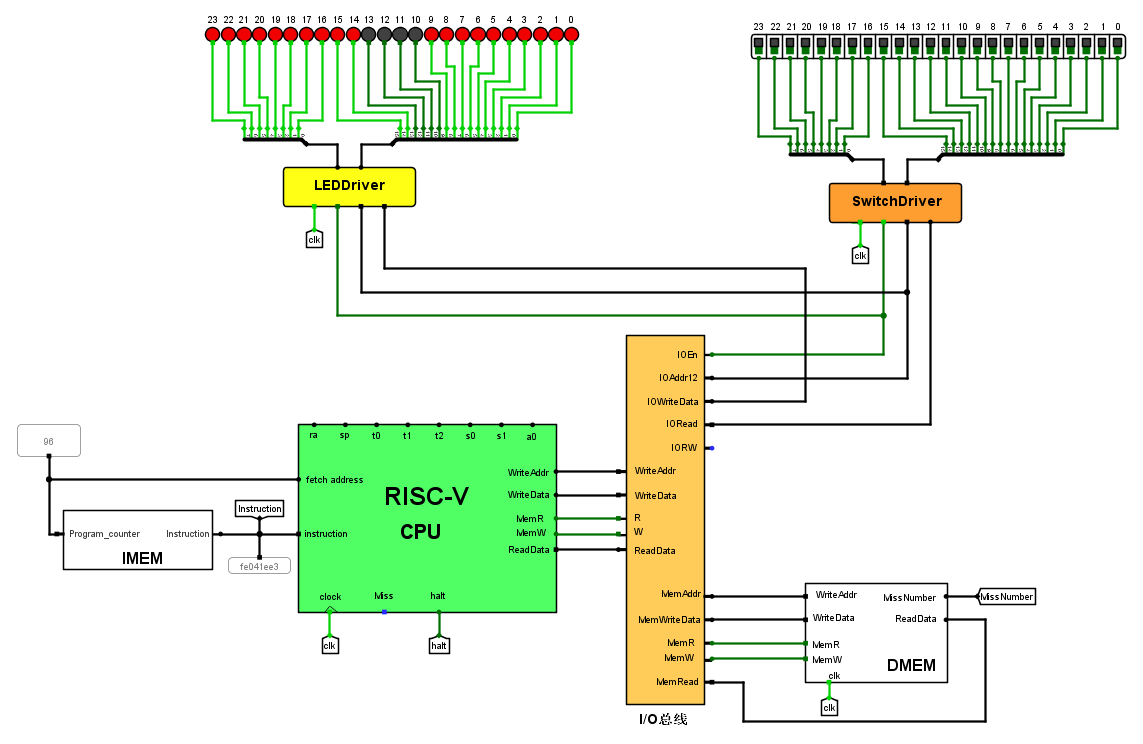 23 22 21 20 19 18 17 16 15 14 13 12 11 10 9 8 7 6 5 4 3 2 1 0
23 22 21 20 19 18 17 16 15 14 13 12 11 10 9 8 7 6 5 4 3 2 1 0
LEDDriver
clk
SwitchDriver
clk
IOEn
IOAddr12
IOWriteData
IORead
IORW
WriteAddr
WriteData
R
W
ReadData
MemAddr
MemWriteData
MemR
MemW
MemRead
I/O总线
96
Program_counter
Instruction
IMEM
Instruction
fe041ee3
ra sp t0 t1 t2 s0 s1 a0
fetch address
instruction
RISC-V
CPU
WriteAddr
WriteData
MemR
MemW
ReadData
clock
Miss
halt
clk
halt
WriteAddr
WriteData
MemR
MemW
clk
MissNumber
ReadData
DMEM
clk
MissNumber